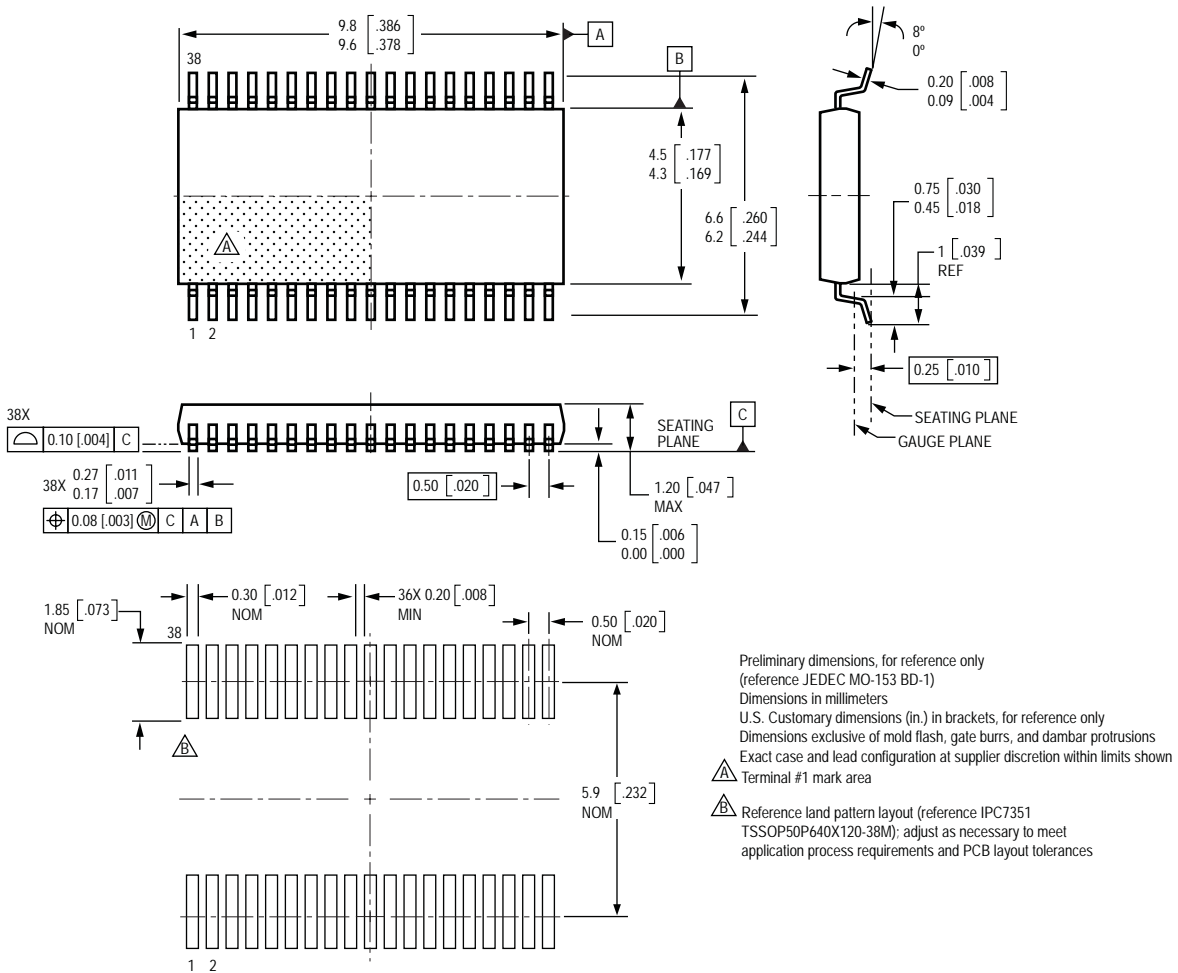 9.8 [.386
9.6 .378]
A
38
B
8º
0º
0.20 [.008
0.09 .004]
4.5 [.177
4.3 .169]
6.6 [.260
6.2 .244]
0.75 [.030
0.45 .018]
1 [.039]
REF
A
1 2
0.25 [.010]
SEATING PLANE
GAUGE PLANE
38X
⌓ 0.10 [.004] C
SEATING
PLANE
C
38X 0.27 [.011
0.17 .007]
⌖ 0.08 [.003] Ⓜ C A B
0.50 [.020]
1.20 [.047]
MAX
0.15 [.006
0.00 .000]
1.85 [.073]
NOM
0.30 [.012]
NOM
36X 0.20 [.008]
MIN
0.50 [.020]
NOM
38
B
5.9 [.232]
NOM
1 2
Preliminary dimensions, for reference only
(reference JEDEC MO-153 BD-1)
Dimensions in millimeters
U.S. Customary dimensions (in.) in brackets, for reference only
Dimensions exclusive of mold flash, gate burrs, and dambar protrusions
Exact case and lead configuration at supplier discretion within limits shown
A Terminal #1 mark area
B Reference land pattern layout (reference IPC7351
TSSOP50P640X120-38M); adjust as necessary to meet
application process requirements and PCB layout tolerances